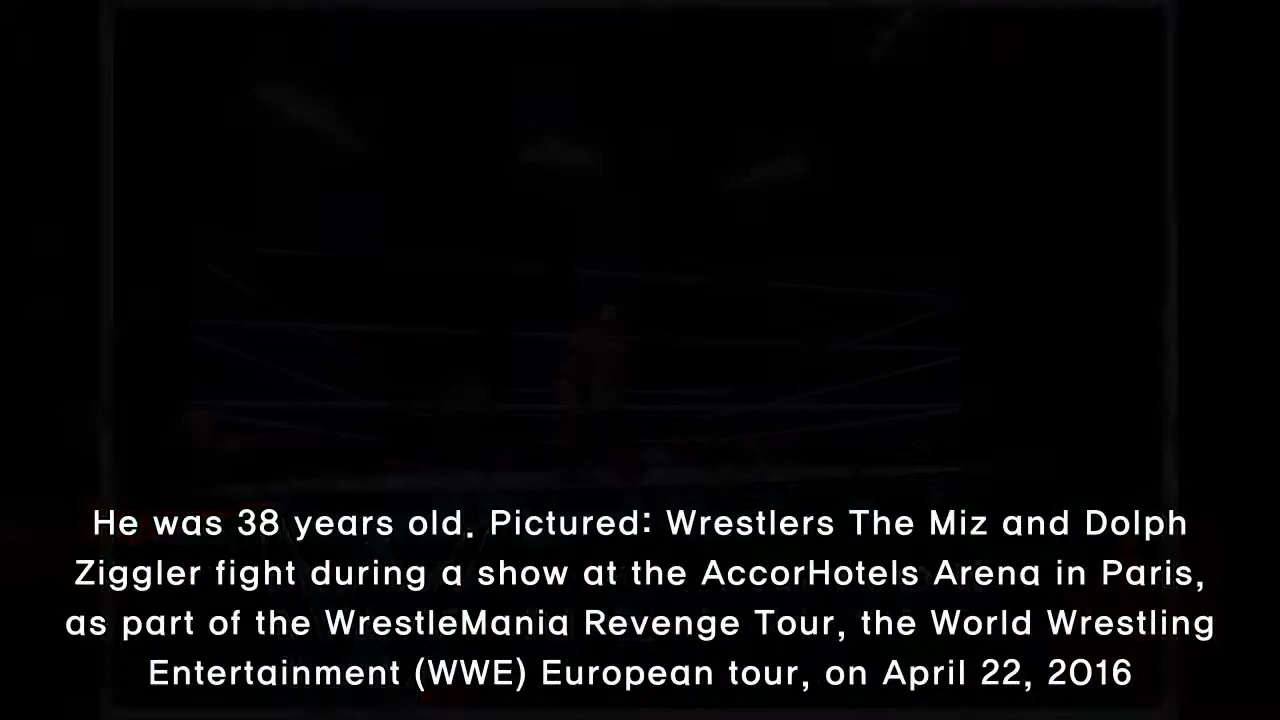 He was 38 years old. Pictured: Wrestlers The Miz and Dolph
Ziggler fight during a show at the AccorHotels Arena in Paris,
as part of the WrestleMania Revenge Tour, the World Wrestling
Entertainment (WWE) European tour, on April 22, 2016